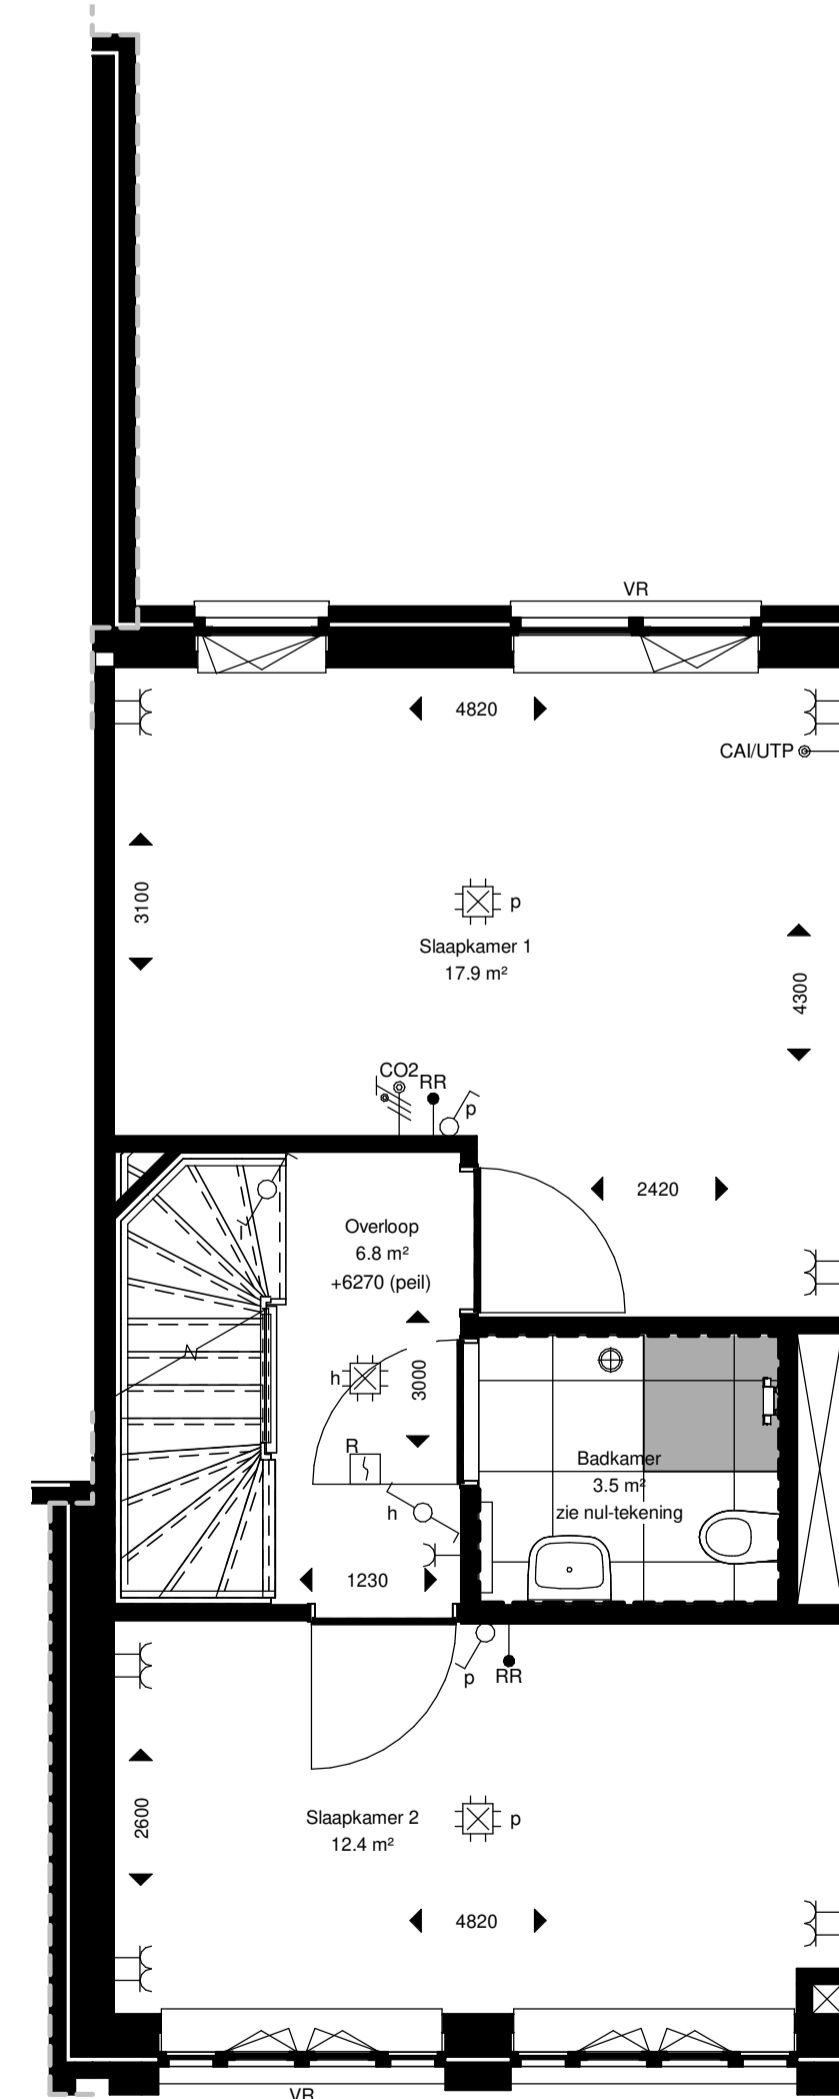 VR
4820
CAI/UTP
3100
p
Slaapkamer 1
17.9 m²
4300
CO2
RR
p
2420
Overloop
6.8 m²
+6270 (peil)
h
3000
R
Badkamer
3.5 m²
zie nul-tekening
h
1230
p
RR
2600
Slaapkamer 2
12.4 m²
p
4820
VR